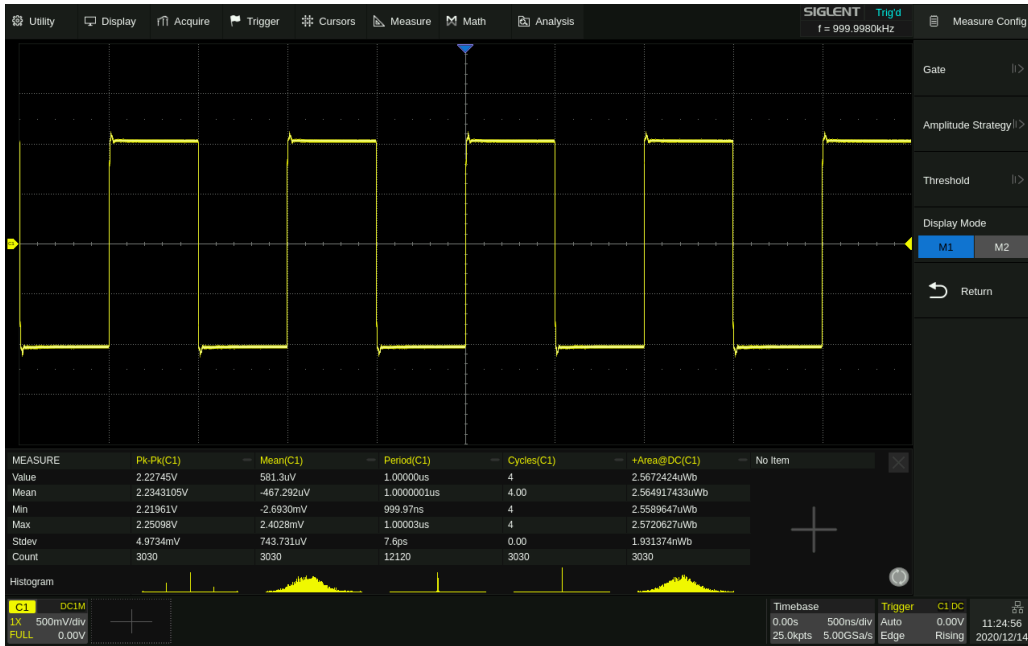 Utility Display Acquire Trigger Cursors Measure Math Analysis SIGLENT Trig'd Measure Config
f = 999.9980kHz
Gate
Amplitude Strategy
Threshold
Display Mode
M1 M2
Return
MEASURE Pk-Pk(C1) Mean(C1) Period(C1) Cycles(C1) +Area@DC(C1) No Item
Value 2.22745V 581.3uV 1.00000us 4 2.5672424uWb
Mean 2.2343105V -467.292uV 1.0000001us 4.00 2.564917433uWb
Min 2.21961V -2.6930mV 999.97ns 4 2.5589647uWb
Max 2.25098V 2.4028mV 1.00003us 4 2.5720627uWb
Stdev 4.9734mV 743.731uV 7.6ps 0.00 1.931374nWb
Count 3030 3030 12120 3030 3030
Histogram
C1 DC1M Timebase Trigger C1 DC
1X 500mV/div 0.00s 500ns/div Auto 0.00V 11:24:56
FULL 0.00V 25.0kpts 5.00GSa/s Edge Rising 2020/12/14